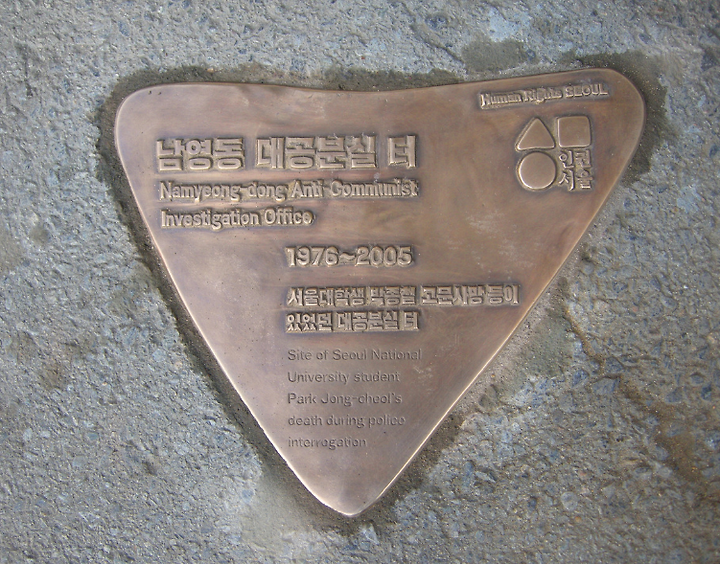 Human Rights SEOUL
인권
서울
남영동 대공분실 터
Namyeong-dong Anti-Communist
Investigation Office
1976~2005
서울대학생 박종철 고문사망 등이
있었던 대공분실 터
Site of Seoul National
University student
Park Jong-cheol's
death during police
interrogation